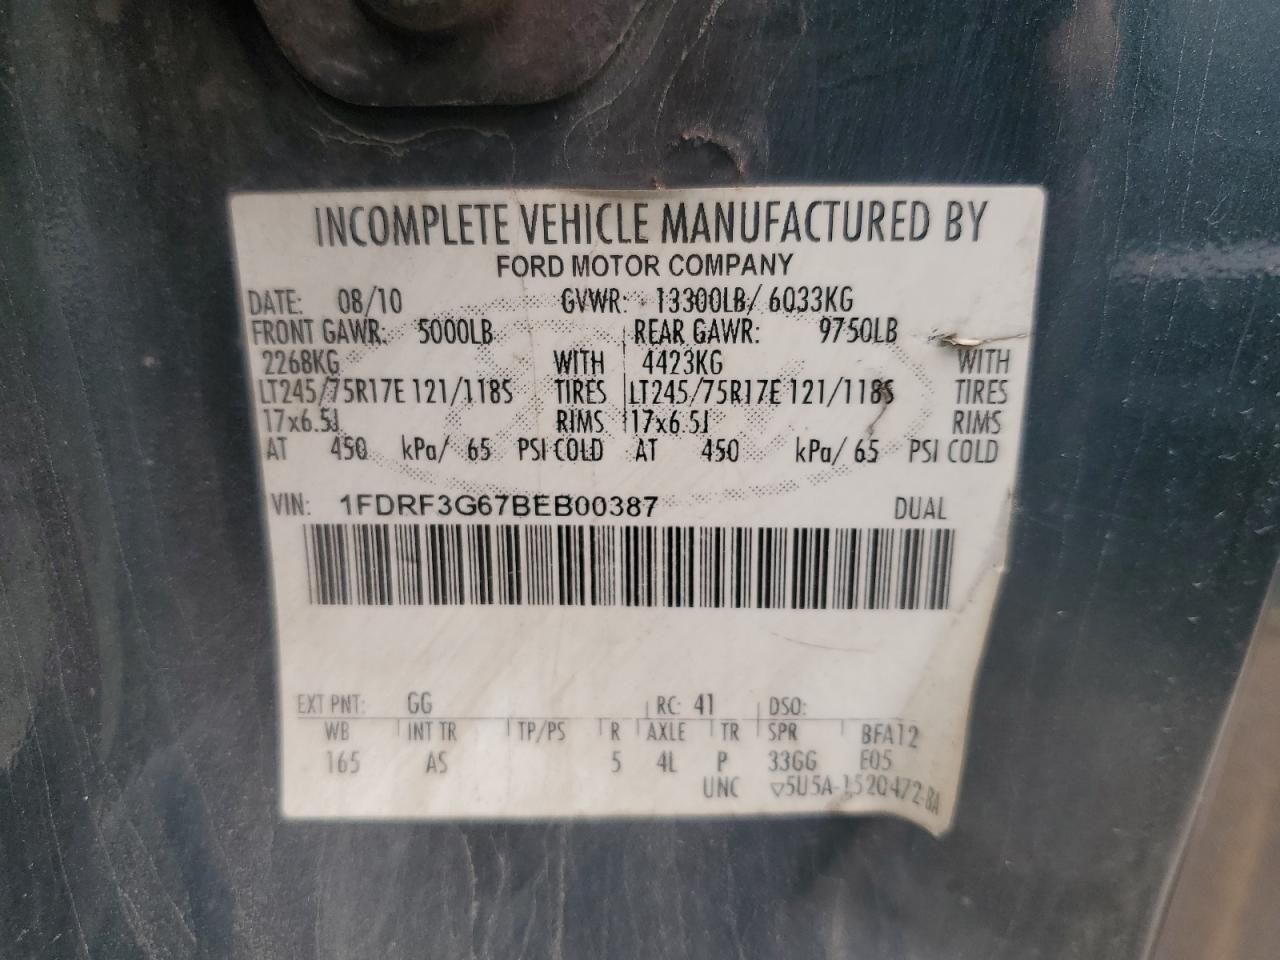 INCOMPLETE VEHICLE MANUFACTURED BY
FORD MOTOR COMPANY
DATE: 08/10 GVWR: 13300LB/ 6033KG
FRONT GAWR: 5000LB REAR GAWR: 9750LB
2268KG WITH 4423KG WITH
LT245/75R17E 121/118S TIRES LT245/75R17E 121/118S TIRES
17x6.5J RIMS 17x6.5J RIMS
AT 450 kPa/ 65 PSI COLD AT 450 kPa/ 65 PSI COLD
VIN: 1FDRF3G67BEB00387 DUAL
EXT PNT: GG RC: 41 DSO:
WB INT TR TP/PS R AXLE TR SPR BFA12
165 AS 5 4L P 33GG E05
UNC ▽5U5A-1520472-BA